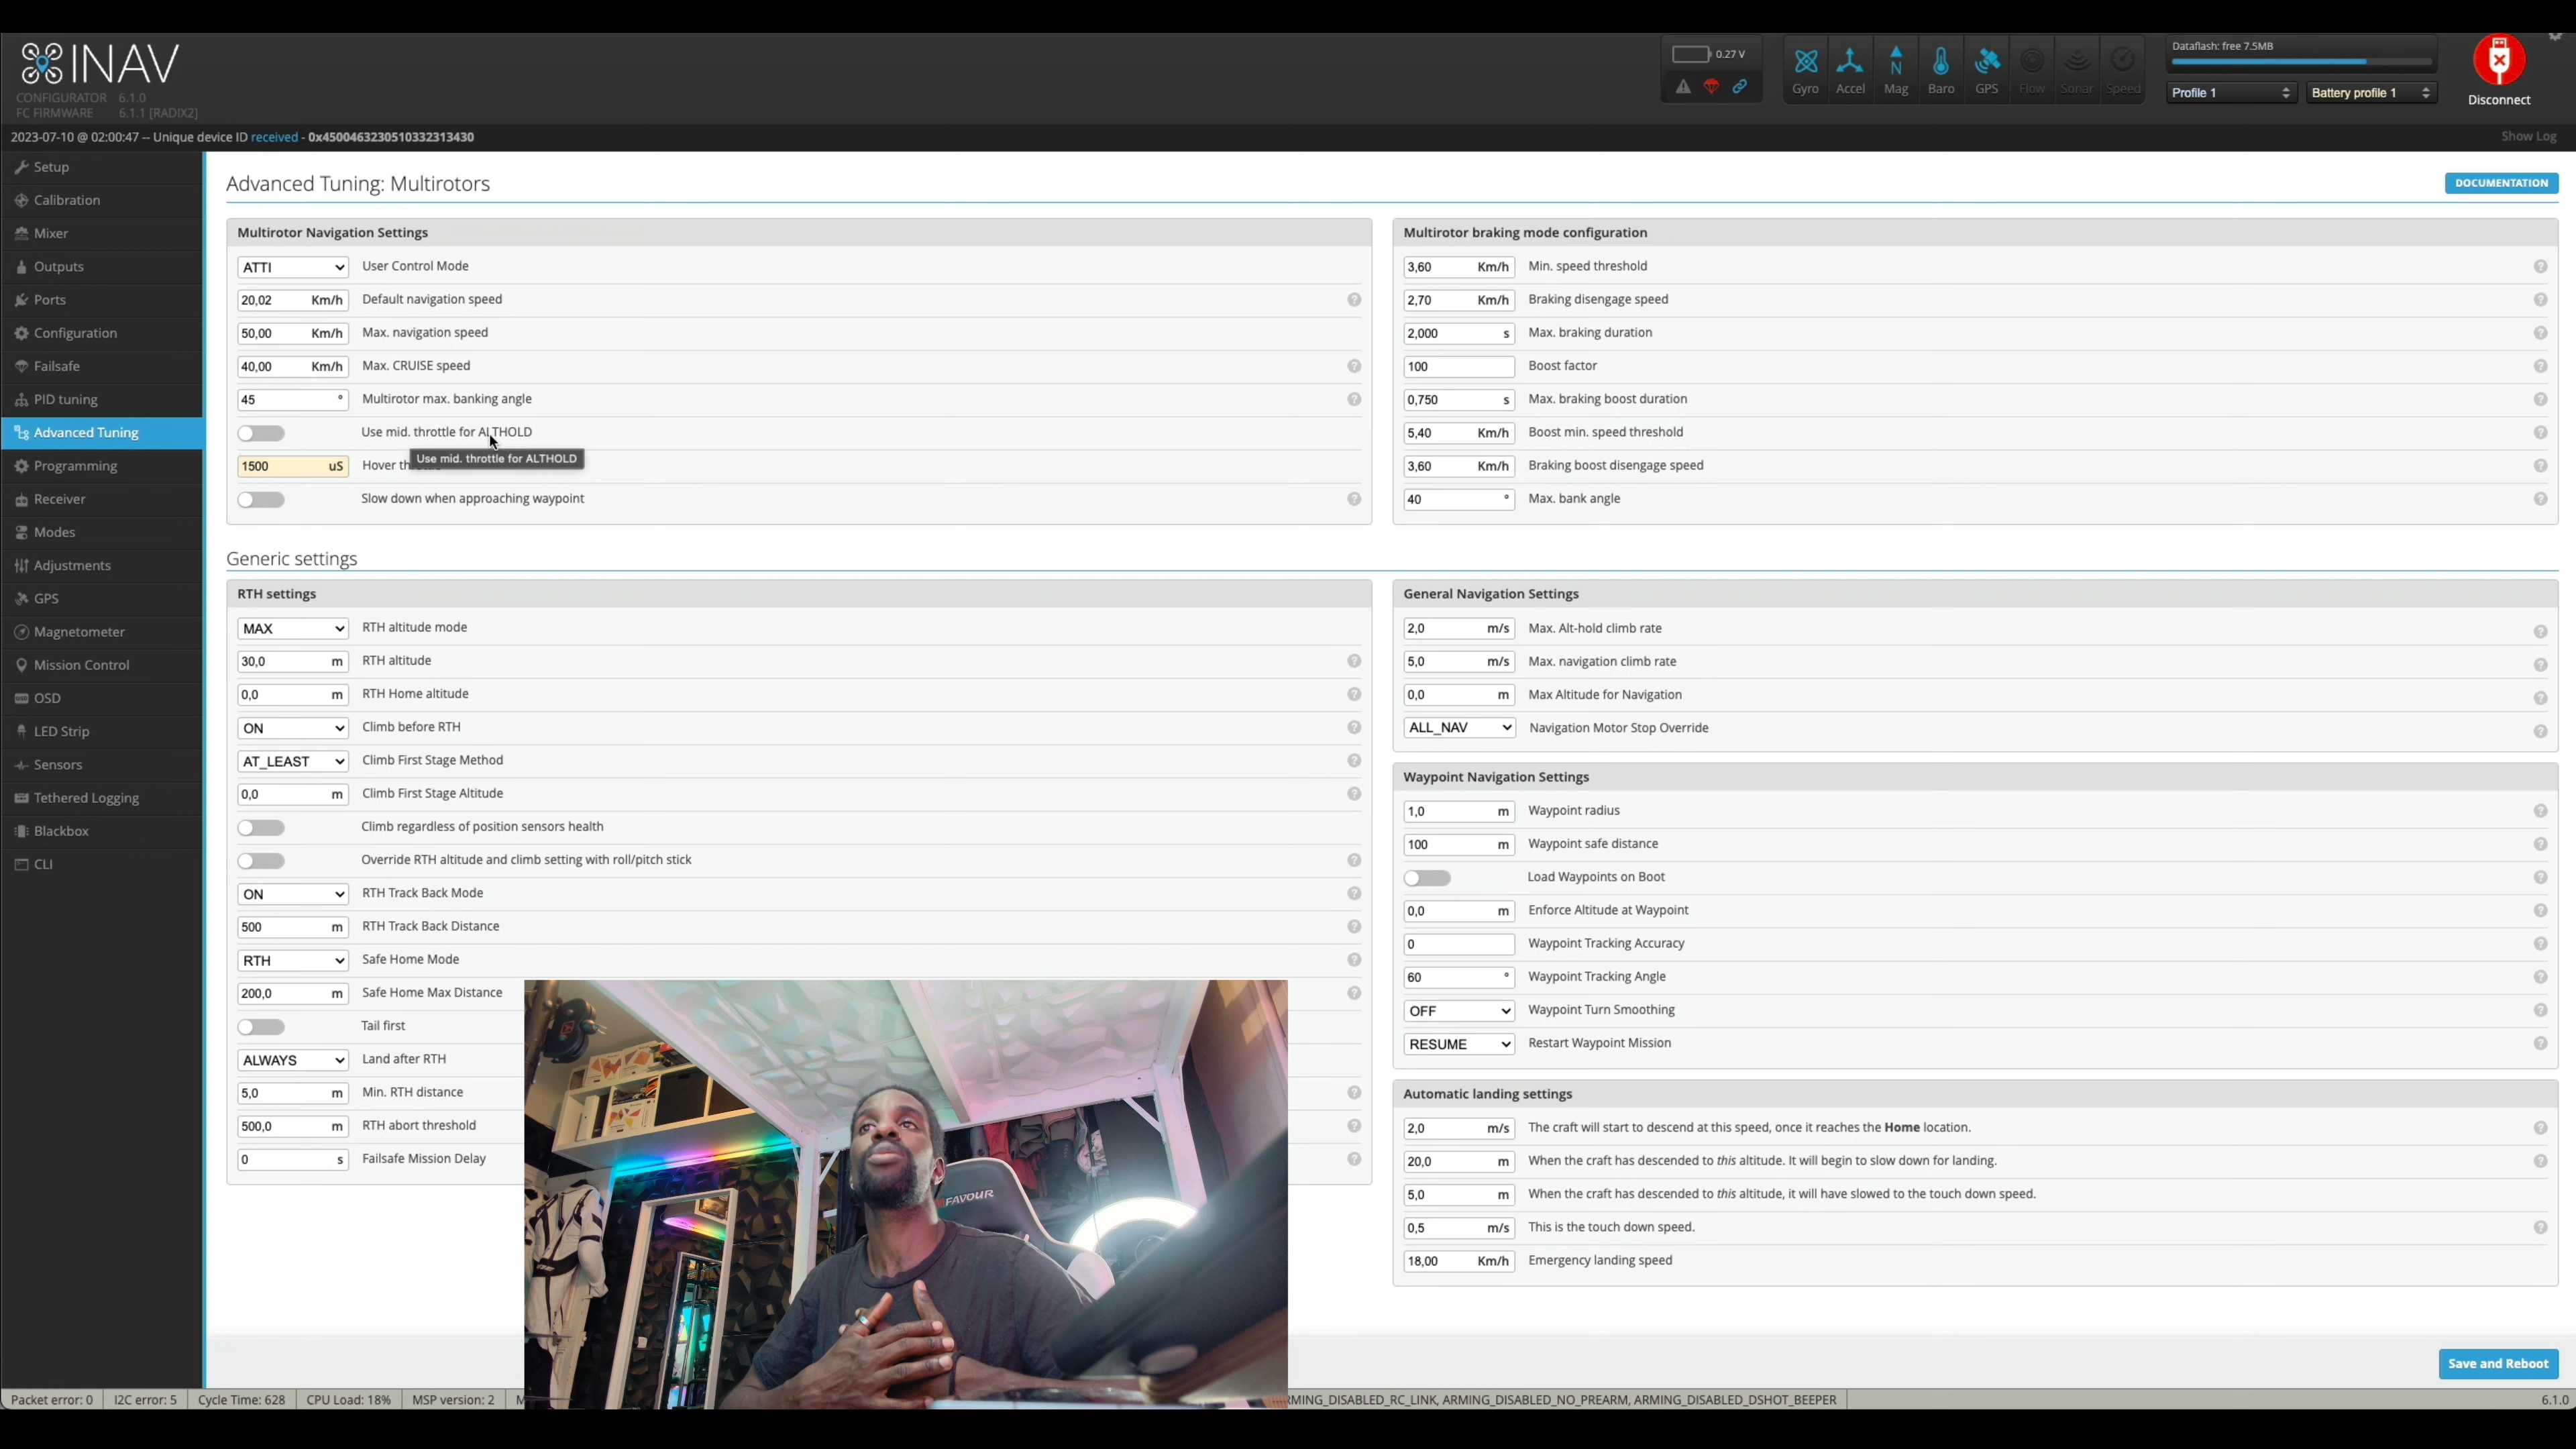 INAV
CONFIGURATOR 6.1.0
FC FIRMWARE 6.1.1 [RADIX2]
0.27 V
Gyro Accel Mag Baro GPS Flow Sonar Speed
Dataflash: free 7.5MB
Profile 1 Battery profile 1
Disconnect
2023-07-10 @ 02:00:47 -- Unique device ID received - 0x4500463230510332313430
Show Log
Setup
Calibration
Mixer
Outputs
Ports
Configuration
Failsafe
PID tuning
Advanced Tuning
Programming
Receiver
Modes
Adjustments
GPS
Magnetometer
Mission Control
OSD
LED Strip
Sensors
Tethered Logging
Blackbox
CLI
Advanced Tuning: Multirotors
DOCUMENTATION
Multirotor Navigation Settings
ATTI User Control Mode
20,02 Km/h Default navigation speed
50,00 Km/h Max. navigation speed
40,00 Km/h Max. CRUISE speed
45 ° Multirotor max. banking angle
Use mid. throttle for ALTHOLD
1500 uS Hover
Use mid. throttle for ALTHOLD
Slow down when approaching waypoint
Multirotor braking mode configuration
3,60 Km/h Min. speed threshold
2,70 Km/h Braking disengage speed
2,000 s Max. braking duration
100 Boost factor
0,750 s Max. braking boost duration
5,40 Km/h Boost min. speed threshold
3,60 Km/h Braking boost disengage speed
40 ° Max. bank angle
Generic settings
RTH settings
MAX RTH altitude mode
30,0 m RTH altitude
0,0 m RTH Home altitude
ON Climb before RTH
AT_LEAST Climb First Stage Method
0,0 m Climb First Stage Altitude
Climb regardless of position sensors health
Override RTH altitude and climb setting with roll/pitch stick
ON RTH Track Back Mode
500 m RTH Track Back Distance
RTH Safe Home Mode
200,0 m Safe Home Max Distance
Tail first
ALWAYS Land after RTH
5,0 m Min. RTH distance
500,0 m RTH abort threshold
0 s Failsafe Mission Delay
General Navigation Settings
2,0 m/s Max. Alt-hold climb rate
5,0 m/s Max. navigation climb rate
0,0 m Max Altitude for Navigation
ALL_NAV Navigation Motor Stop Override
Waypoint Navigation Settings
1,0 m Waypoint radius
100 m Waypoint safe distance
Load Waypoints on Boot
0,0 m Enforce Altitude at Waypoint
0 Waypoint Tracking Accuracy
60 ° Waypoint Tracking Angle
OFF Waypoint Turn Smoothing
RESUME Restart Waypoint Mission
Automatic landing settings
2,0 m/s The craft will start to descend at this speed, once it reaches the Home location.
20,0 m When the craft has descended to this altitude. It will begin to slow down for landing.
5,0 m When the craft has descended to this altitude, it will have slowed to the touch down speed.
0,5 m/s This is the touch down speed.
18,00 Km/h Emergency landing speed
FAVOUR
Save and Reboot
Packet error: 0 I2C error: 5 Cycle Time: 628 CPU Load: 18% MSP version: 2 RMING_DISABLED_RC_LINK, ARMING_DISABLED_NO_PREARM, ARMING_DISABLED_DSHOT_BEEPER 6.1.0